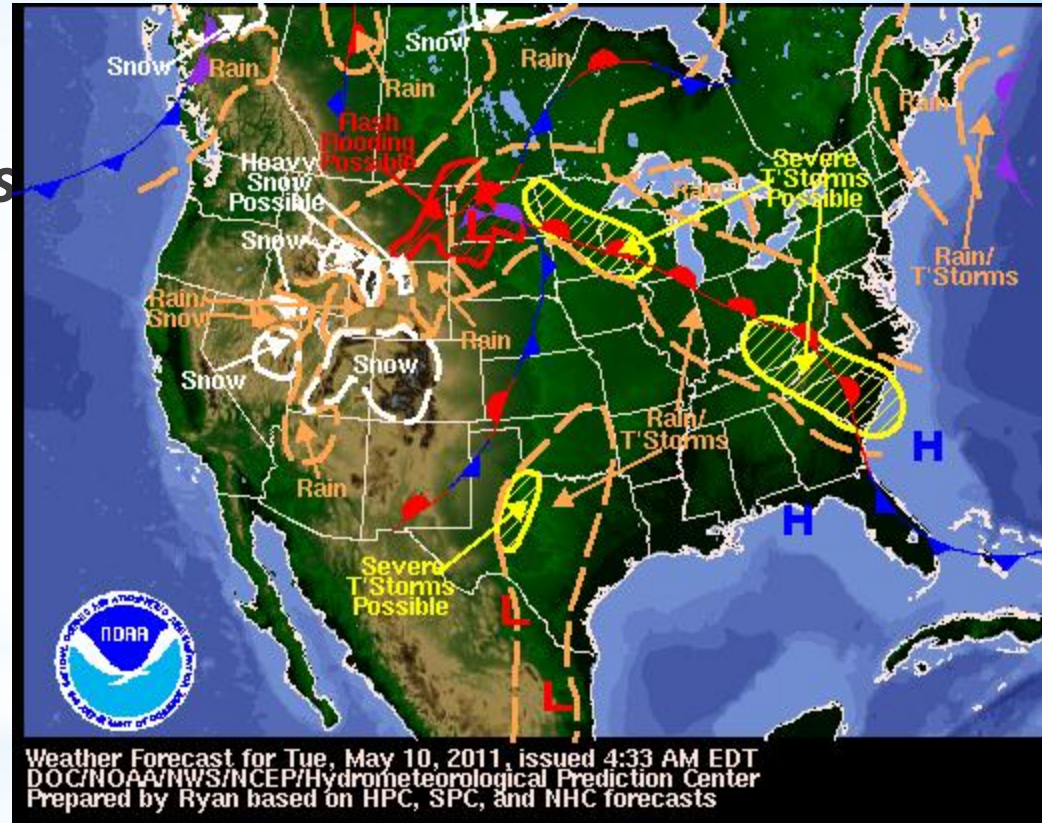 Snow
Snow
Rain
Rain
Rain
Rain
s
Flash
Flooding
Possible
Heavy
Snow
Possible
Severe
T'Storms
Possible
Rain
Snow
L
Rain/
T'Storms
Rain/
Snow
Rain
Snow
Snow
Rain/
T'Storms
H
Rain
H
Severe
T'Storms
Possible
L
NOAA
L
Weather Forecast for Tue, May 10, 2011, issued 4:33 AM EDT
DOC/NOAA/NWS/NCEP/Hydrometeorological Prediction Center
Prepared by Ryan based on HPC, SPC, and NHC forecasts